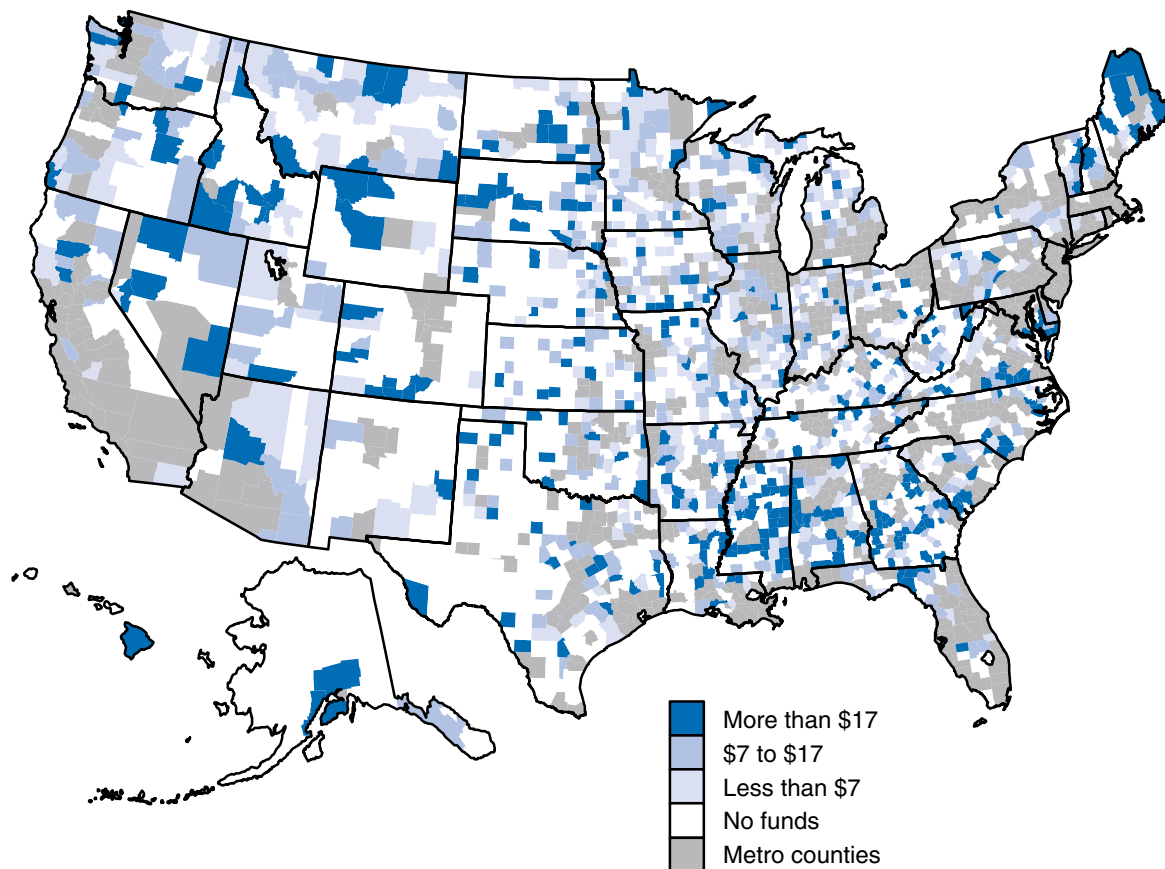 More than $17
$7 to $17
Less than $7
No funds
Metro counties